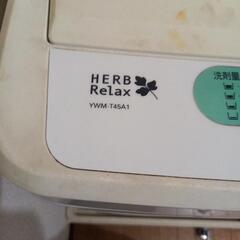 HERB
Relax
YWM-T45A1
洗剤量